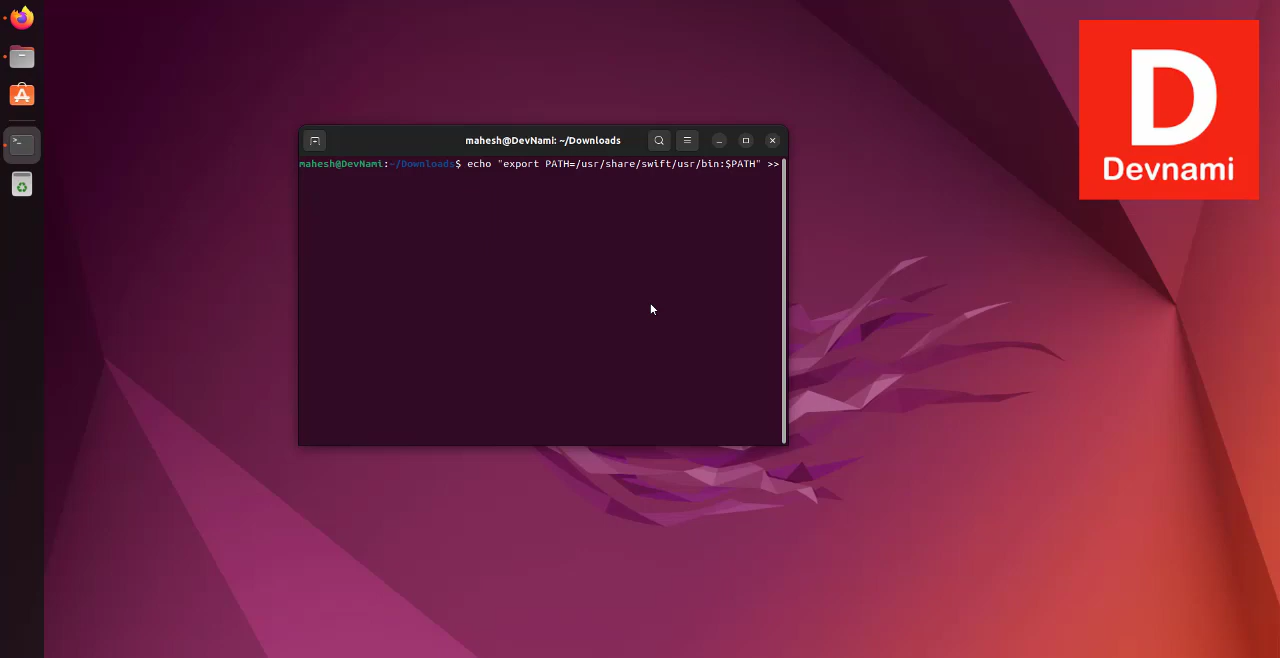 D
Devnami
mahesh@DevNami: ~/Downloads
mahesh@DevNami:~/Downloads$ echo "export PATH=/usr/share/swift/usr/bin:$PATH" >>